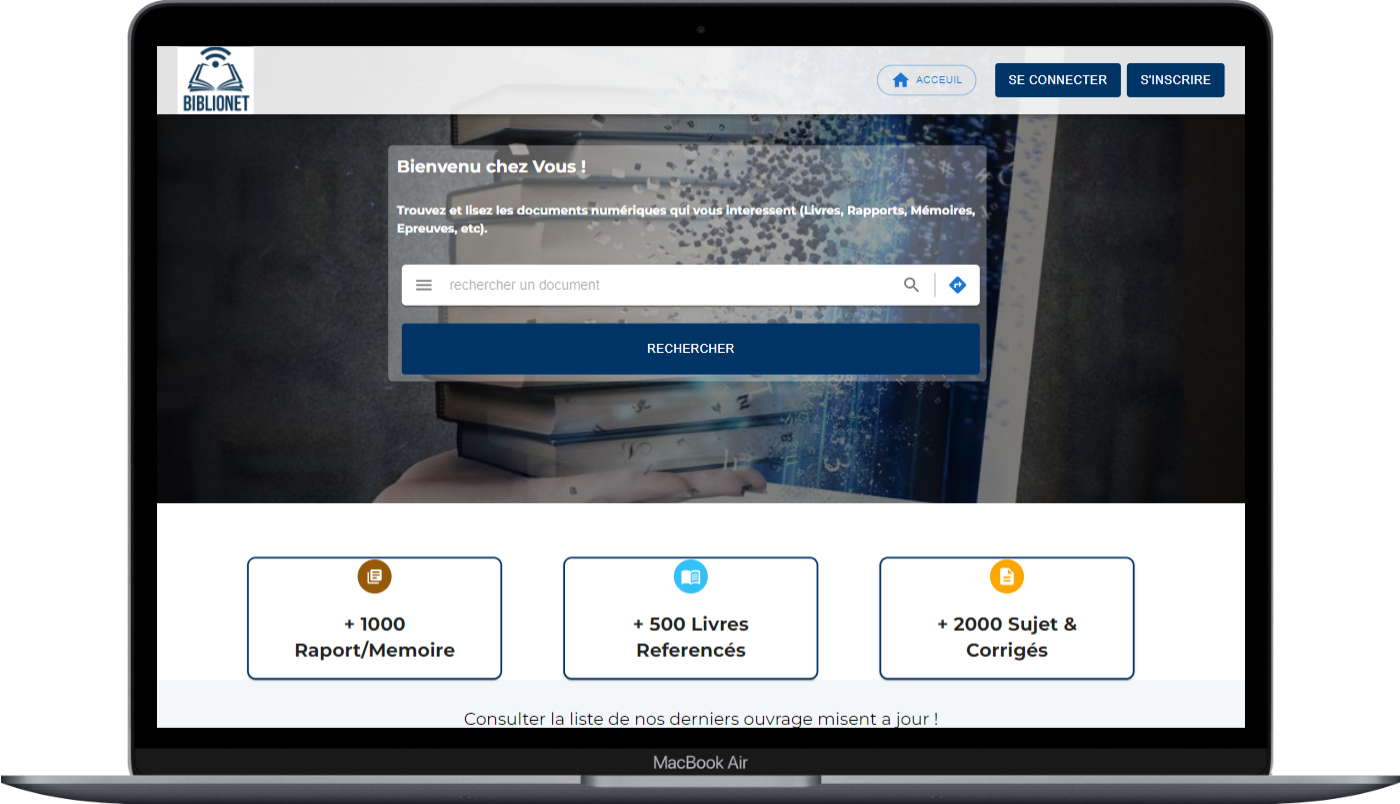 BIBLIONET
ACCEUIL
SE CONNECTER
S'INSCRIRE
Bienvenu chez Vous !
Trouvez et lisez les documents numériques qui vous interessent (Livres, Rapports, Mémoires,
Epreuves, etc).
rechercher un document
RECHERCHER
+ 1000
Raport/Memoire
+ 500 Livres
Referencés
+ 2000 Sujet &
Corrigés
Consulter la liste de nos derniers ouvrage misent a jour !
MacBook Air